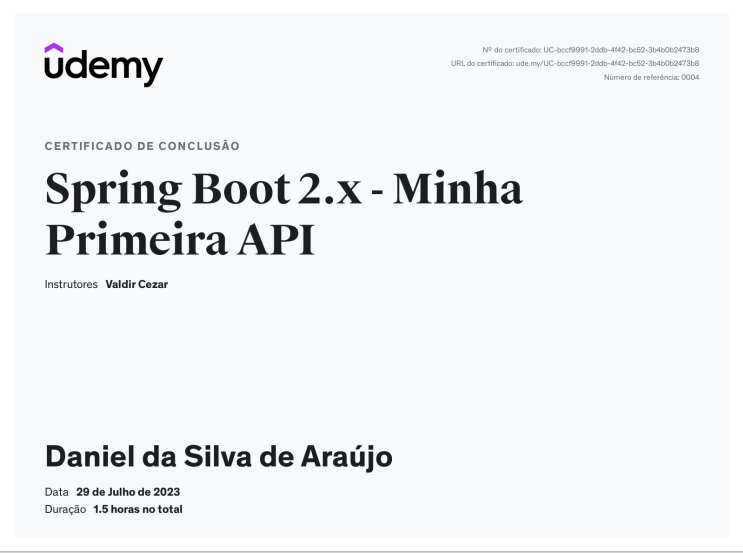 udemy
Nº do certificado: UC-bccf9991-2ddb-4f42-bc52-3b4b0b2473b8
URL do certificado: ude.my/UC-bccf9991-2ddb-4f42-bc52-3b4b0b2473b8
Número de referência: 0004
CERTIFICADO DE CONCLUSÃO
Spring Boot 2.x - Minha
Primeira API
Instrutores Valdir Cezar
Daniel da Silva de Araújo
Data 29 de Julho de 2023
Duração 1.5 horas no total